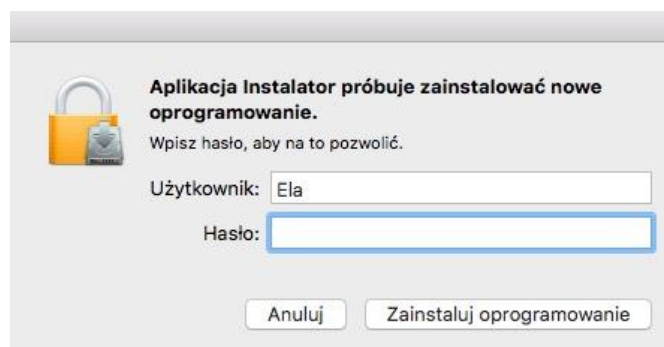 Aplikacja Instalator próbuje zainstalować nowe
oprogramowanie.
Wpisz hasło, aby na to pozwolić.
Użytkownik: Ela
Hasło:
Anuluj Zainstaluj oprogramowanie